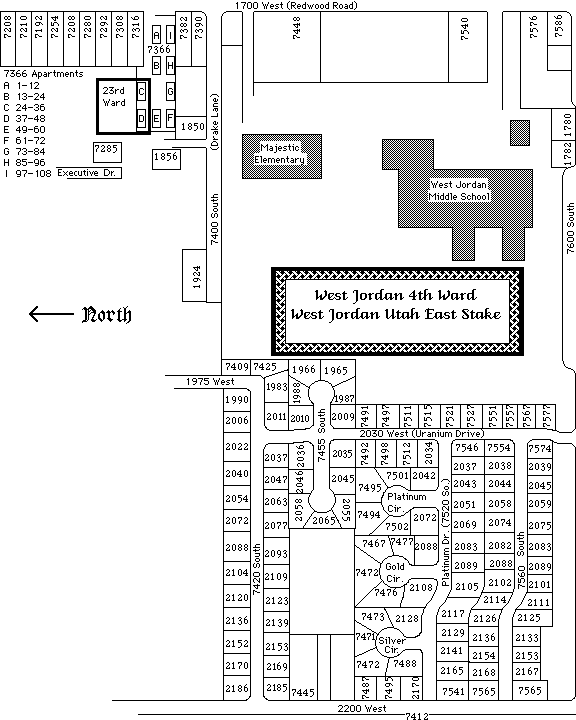 1700 West (Redwood Road)
7208
7210
7192
7254
7208
7280
7292
7308
7316
7382
7390
7448
7540
7576
7586
A I
7366
B H
7366 Apartments
A 1-12
B 13-24
C 24-36
D 37-48
E 49-60
F 61-72
G 73-84
H 85-96
I 97-108
23rd
Ward
C G
D E F
1850
7285
1856
Executive Dr.
(Drake Lane)
7400 South
1924
Majestic
Elementary
West Jordan
Middle School
1780
1782
7600 South
North
West Jordan 4th Ward
West Jordan Utah East Stake
7409 7425 1966 1965
1975 West
1983 1988 1987
1990
2006 2011 2010 2009
7455 South
7491 7497 7511 7515 7521 7527 7551 7557 7567 7577
2030 West (Uranium Drive)
2022
2040
2054
2072
2088
2104
2120
2136
2152
2170
2186
7420 South
2037
2047
2063
2077
2093
2109
2123
2139
2153
2169
2185
2036
2046
2058
2065
2055
2045
2035
7492 7498 7512 2034
7501 2042
7495
Platinum
Cir.
7494
7502
2072
7467 7477
2088
Gold
Cir.
7472
7476
2108
7473
2128
7471
Silver
Cir.
7472 7488
7487 7495 2170
7445
Platinum Dr. (7520 So.)
7546 7554
2037 2038
2043 2044
2051 2058
2069 2074
2083 2082
2089 2088
2105 2102
2114
2117 2126
2129 2136
2141 2154
2165 2168
7541 7565
7560 South
7574
2039
2045
2059
2075
2083
2089
2101
2111
2125
2133
2153
2167
7565
2200 West
7412